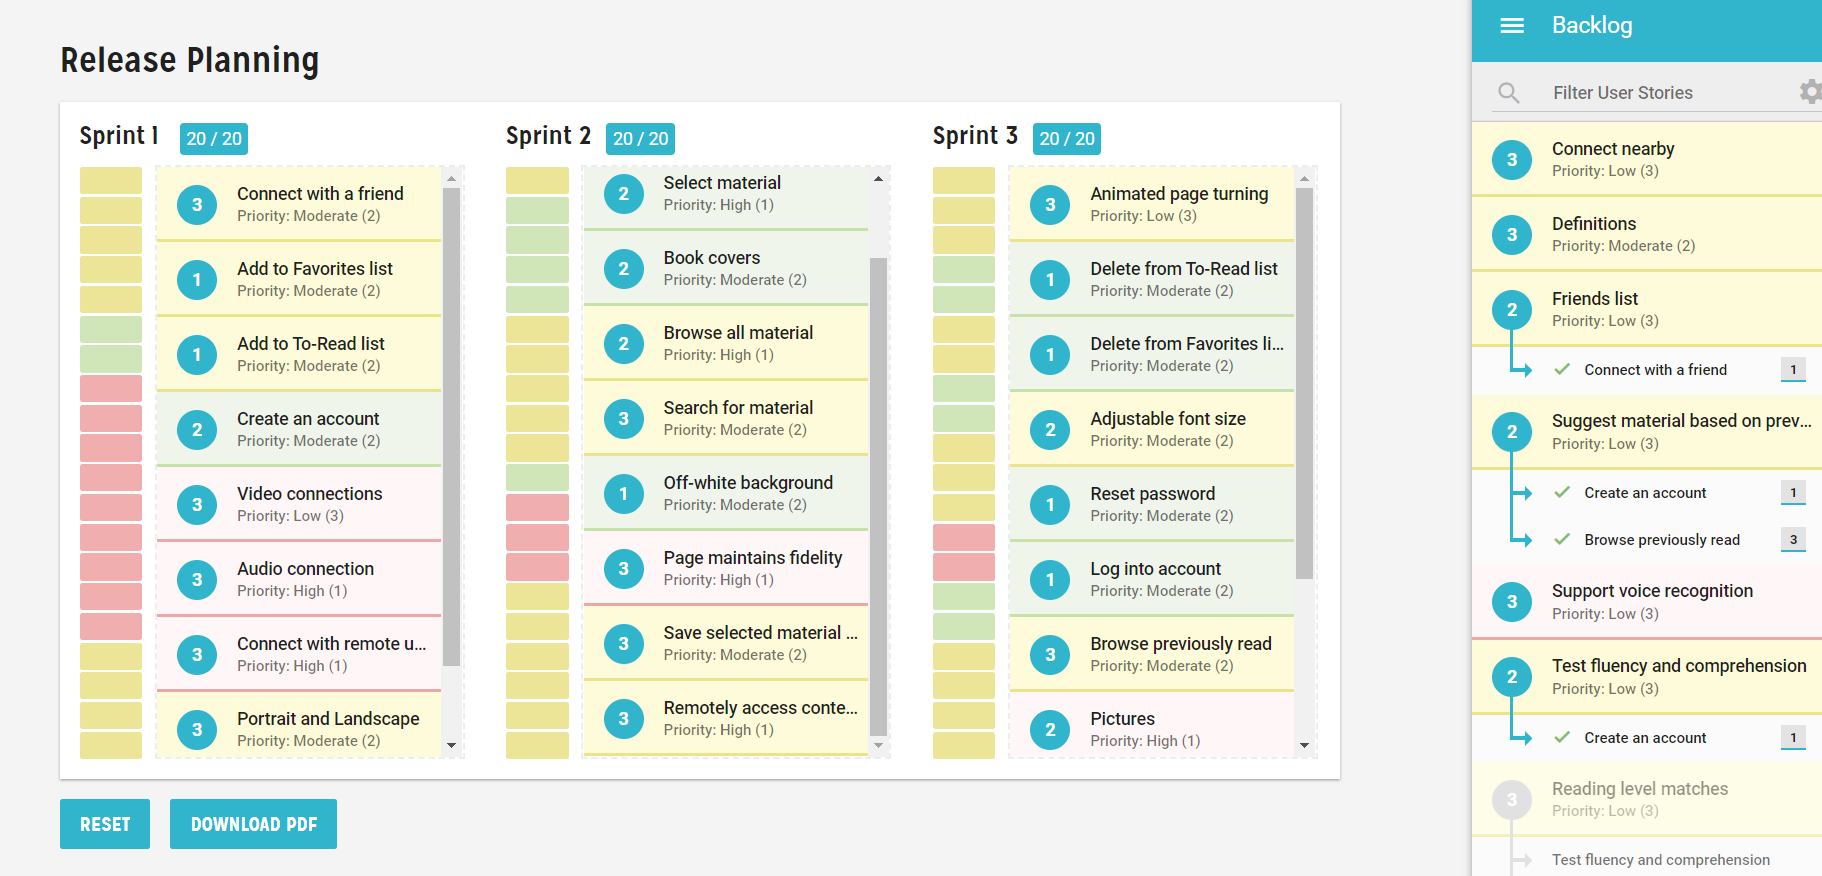 Release Planning
Sprint 1
20 / 20
3
Connect with a friend
Priority: Moderate (2)
1
Add to Favorites list
Priority: Moderate (2)
1
Add to To-Read list
Priority: Moderate (2)
2
Create an account
Priority: Moderate (2)
3
Video connections
Priority: Low (3)
3
Audio connection
Priority: High (1)
3
Connect with remote u...
Priority: High (1)
3
Portrait and Landscape
Priority: Moderate (2)
Sprint 2
20 / 20
2
Select material
Priority: High (1)
2
Book covers
Priority: Moderate (2)
2
Browse all material
Priority: High (1)
3
Search for material
Priority: Moderate (2)
1
Off-white background
Priority: Moderate (2)
3
Page maintains fidelity
Priority: High (1)
3
Save selected material ...
Priority: Moderate (2)
3
Remotely access conte...
Priority: High (1)
Sprint 3
20 / 20
3
Animated page turning
Priority: Low (3)
1
Delete from To-Read list
Priority: Moderate (2)
1
Delete from Favorites li...
Priority: Moderate (2)
2
Adjustable font size
Priority: Moderate (2)
1
Reset password
Priority: Moderate (2)
1
Log into account
Priority: Moderate (2)
3
Browse previously read
Priority: Moderate (2)
2
Pictures
Priority: High (1)
RESET
DOWNLOAD PDF
Backlog
Filter User Stories
3
Connect nearby
Priority: Low (3)
3
Definitions
Priority: Moderate (2)
2
Friends list
Priority: Low (3)
Connect with a friend
1
2
Suggest material based on prev...
Priority: Low (3)
Create an account
1
Browse previously read
3
3
Support voice recognition
Priority: Low (3)
2
Test fluency and comprehension
Priority: Low (3)
Create an account
1
3
Reading level matches
Priority: Low (3)
Test fluency and comprehension